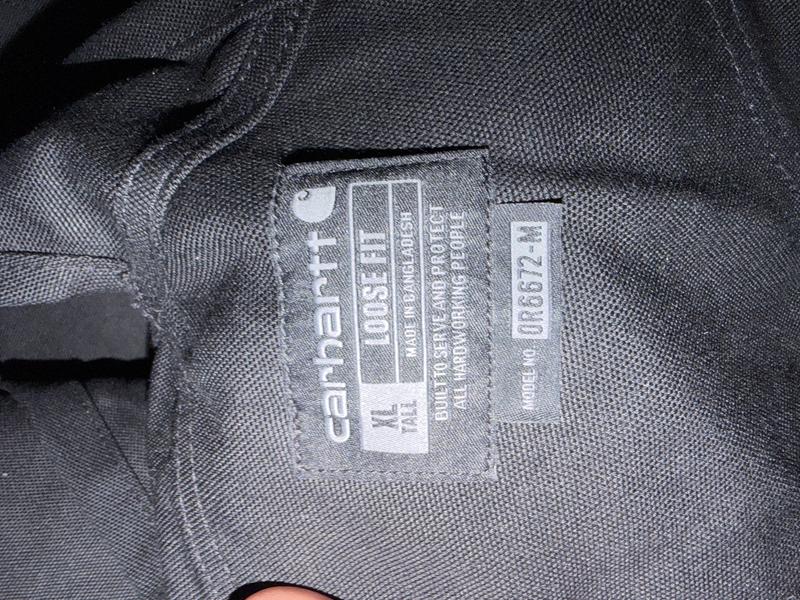 carhartt
XL
TALL
LOOSE FIT
MADE IN BANGLADESH
BUILT TO SERVE AND PROTECT
ALL HARDWORKING PEOPLE
MODEL NO
OR6672-M